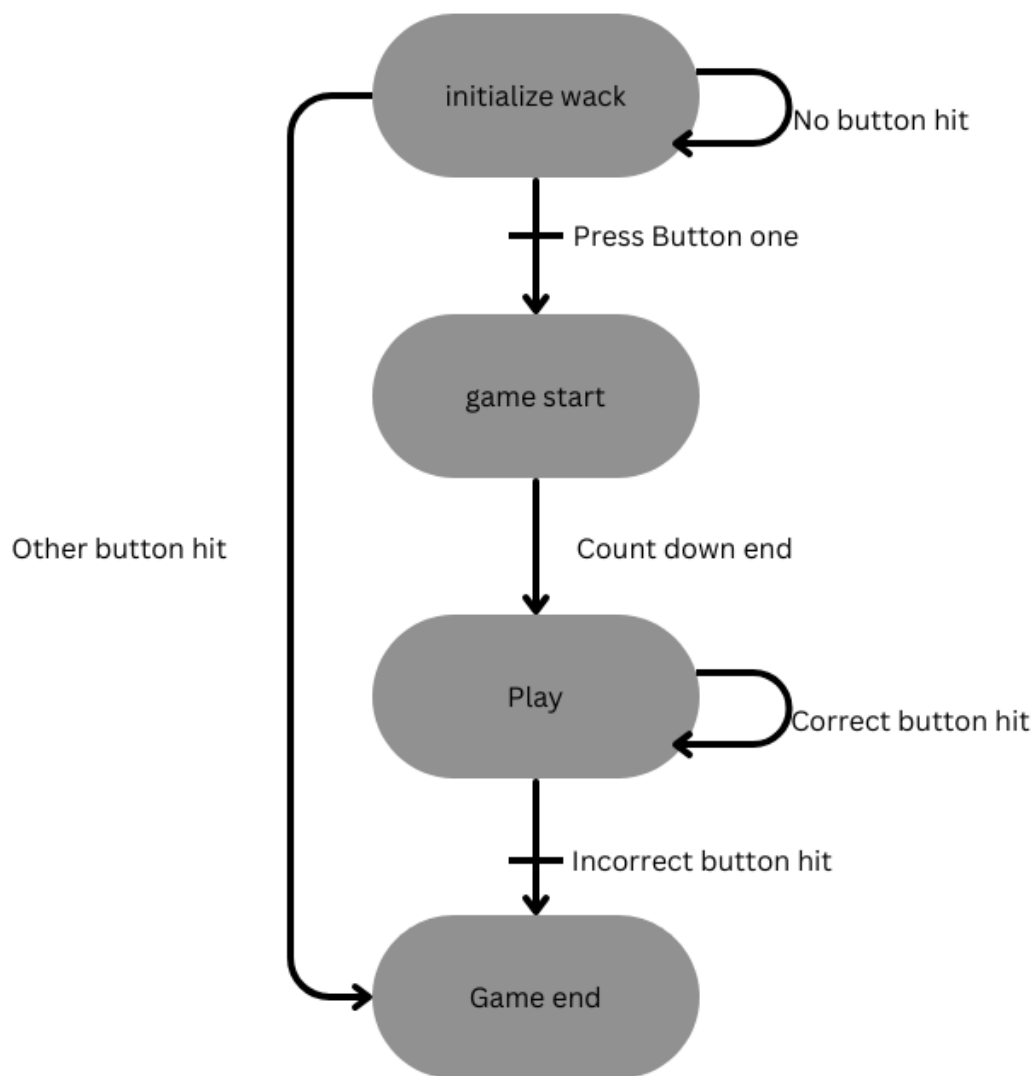 initialize wack
No button hit
Press Button one
game start
Other button hit
Count down end
Play
Correct button hit
Incorrect button hit
Game end